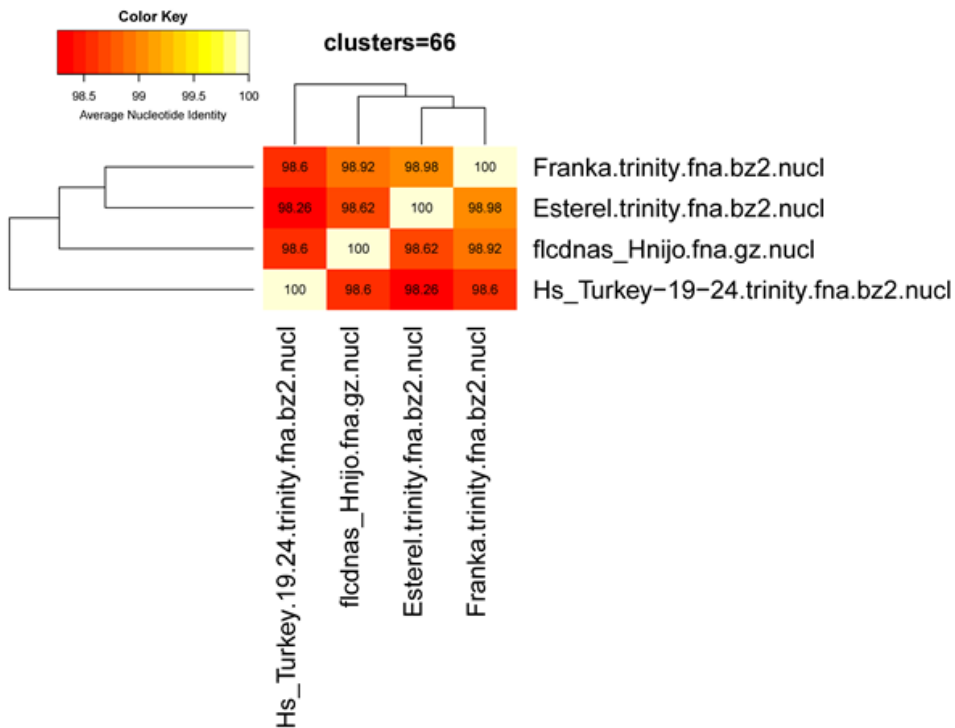 Color Key
98.5 99 99.5 100
Average Nucleotide Identity
clusters=66
98.6 98.92 98.98 100 Franka.trinity.fna.bz2.nucl
98.26 98.62 100 98.98 Esterel.trinity.fna.bz2.nucl
98.6 100 98.62 98.92 flcdnas_Hnijo.fna.gz.nucl
100 98.6 98.26 98.6 Hs_Turkey−19−24.trinity.fna.bz2.nucl
Hs_Turkey.19.24.trinity.fna.bz2.nucl
flcdnas_Hnijo.fna.gz.nucl
Esterel.trinity.fna.bz2.nucl
Franka.trinity.fna.bz2.nucl